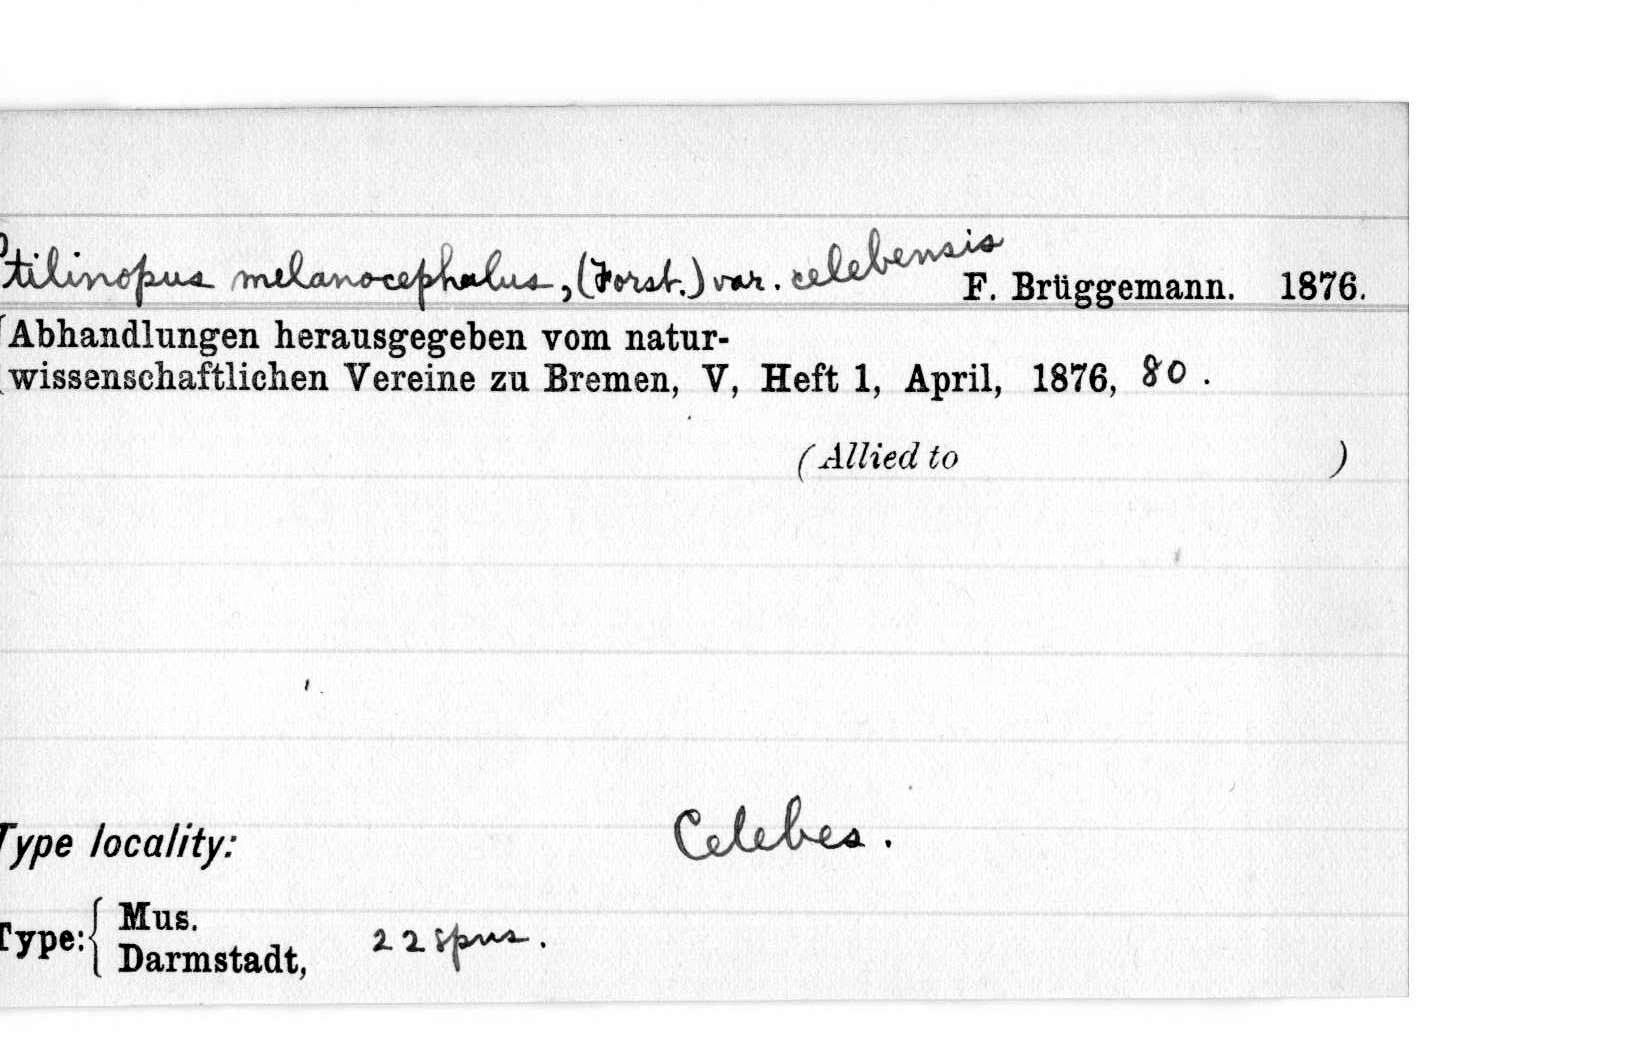 Ptilinopus melanocephalus, (Forst.) var. celebensis F. Brüggemann. 1876.
Abhandlungen herausgegeben vom natur-
wissenschaftlichen Vereine zu Bremen, V, Heft 1, April, 1876, 80.
(Allied to )
Type locality: Celebes.
Type: { Mus.
Darmstadt, 22 spns.